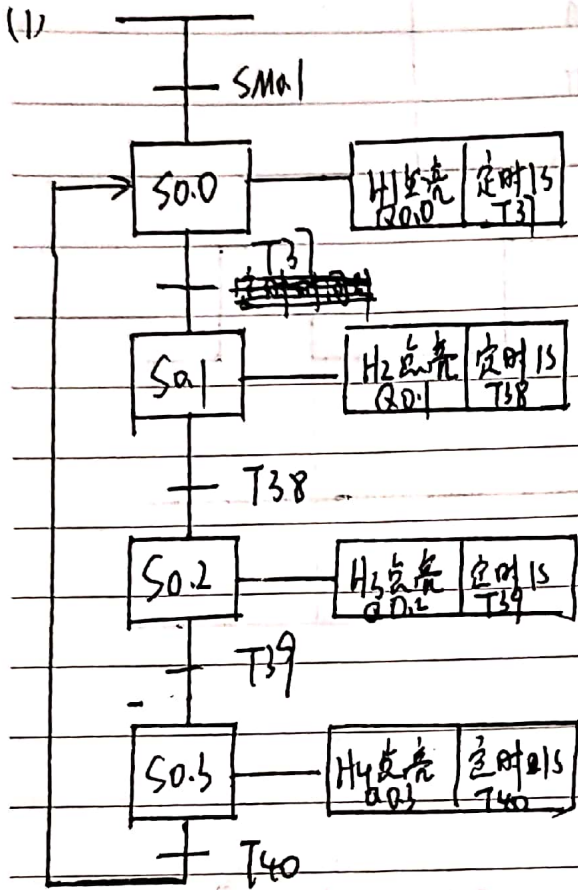 (1)
SM0.1
S0.0
H1点亮 定时1S
Q0.0 T37
T37
S0.1
H2点亮 定时1S
Q0.1 T38
T38
S0.2
H3点亮 定时1S
Q0.2 T39
T39
S0.3
H4点亮 定时1S
Q0.3 T40
T40